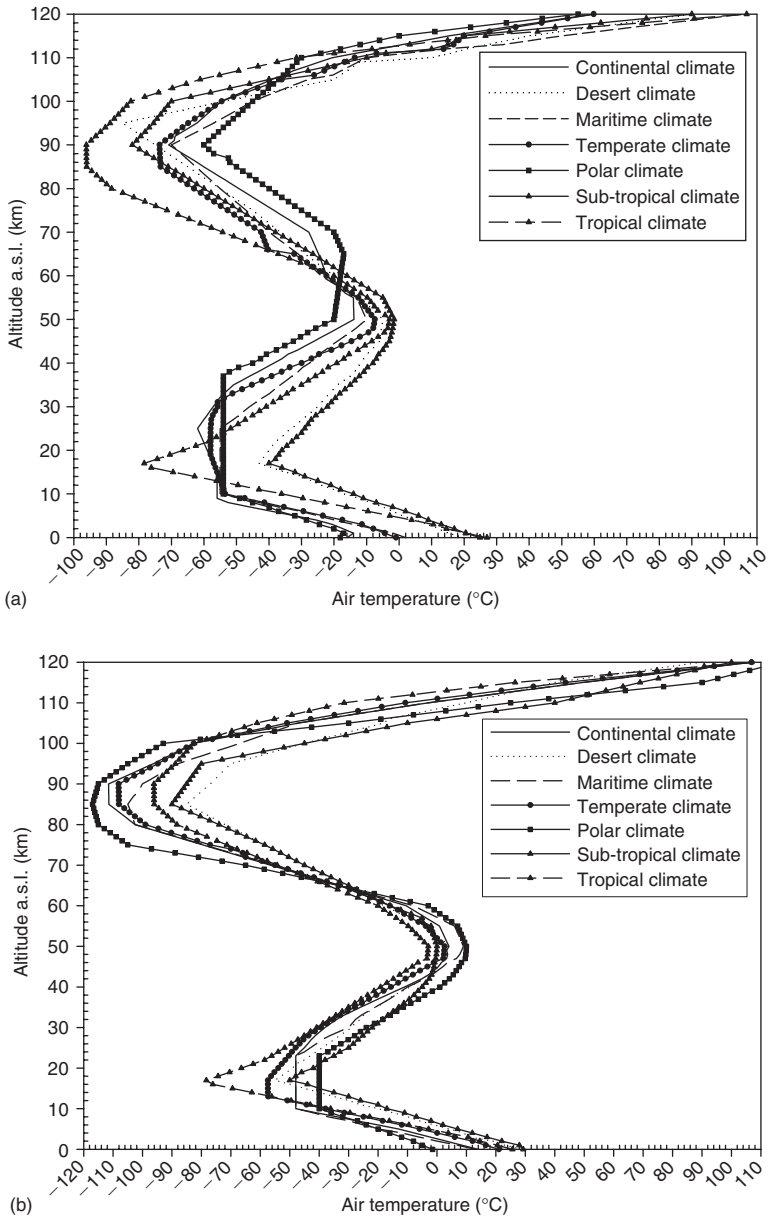 120
110
100
90
80
70
60
50
40
30
20
10
0
Altitude a.s.l. (km)
Continental climate
Desert climate
Maritime climate
Temperate climate
Polar climate
Sub-tropical climate
Tropical climate
−100 −90 −80 −70 −60 −50 −40 −30 −20 −10 0 10 20 30 40 50 60 70 80 90 100 110
(a)
Air temperature (°C)
120
110
100
90
80
70
60
50
40
30
20
10
0
Altitude a.s.l. (km)
Continental climate
Desert climate
Maritime climate
Temperate climate
Polar climate
Sub-tropical climate
Tropical climate
−120 −110 −100 −90 −80 −70 −60 −50 −40 −30 −20 −10 0 10 20 30 40 50 60 70 80 90 100 110
(b)
Air temperature (°C)